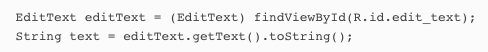 EditText editText = (EditText) findViewById(R.id.edit_text);
String text = editText.getText().toString();